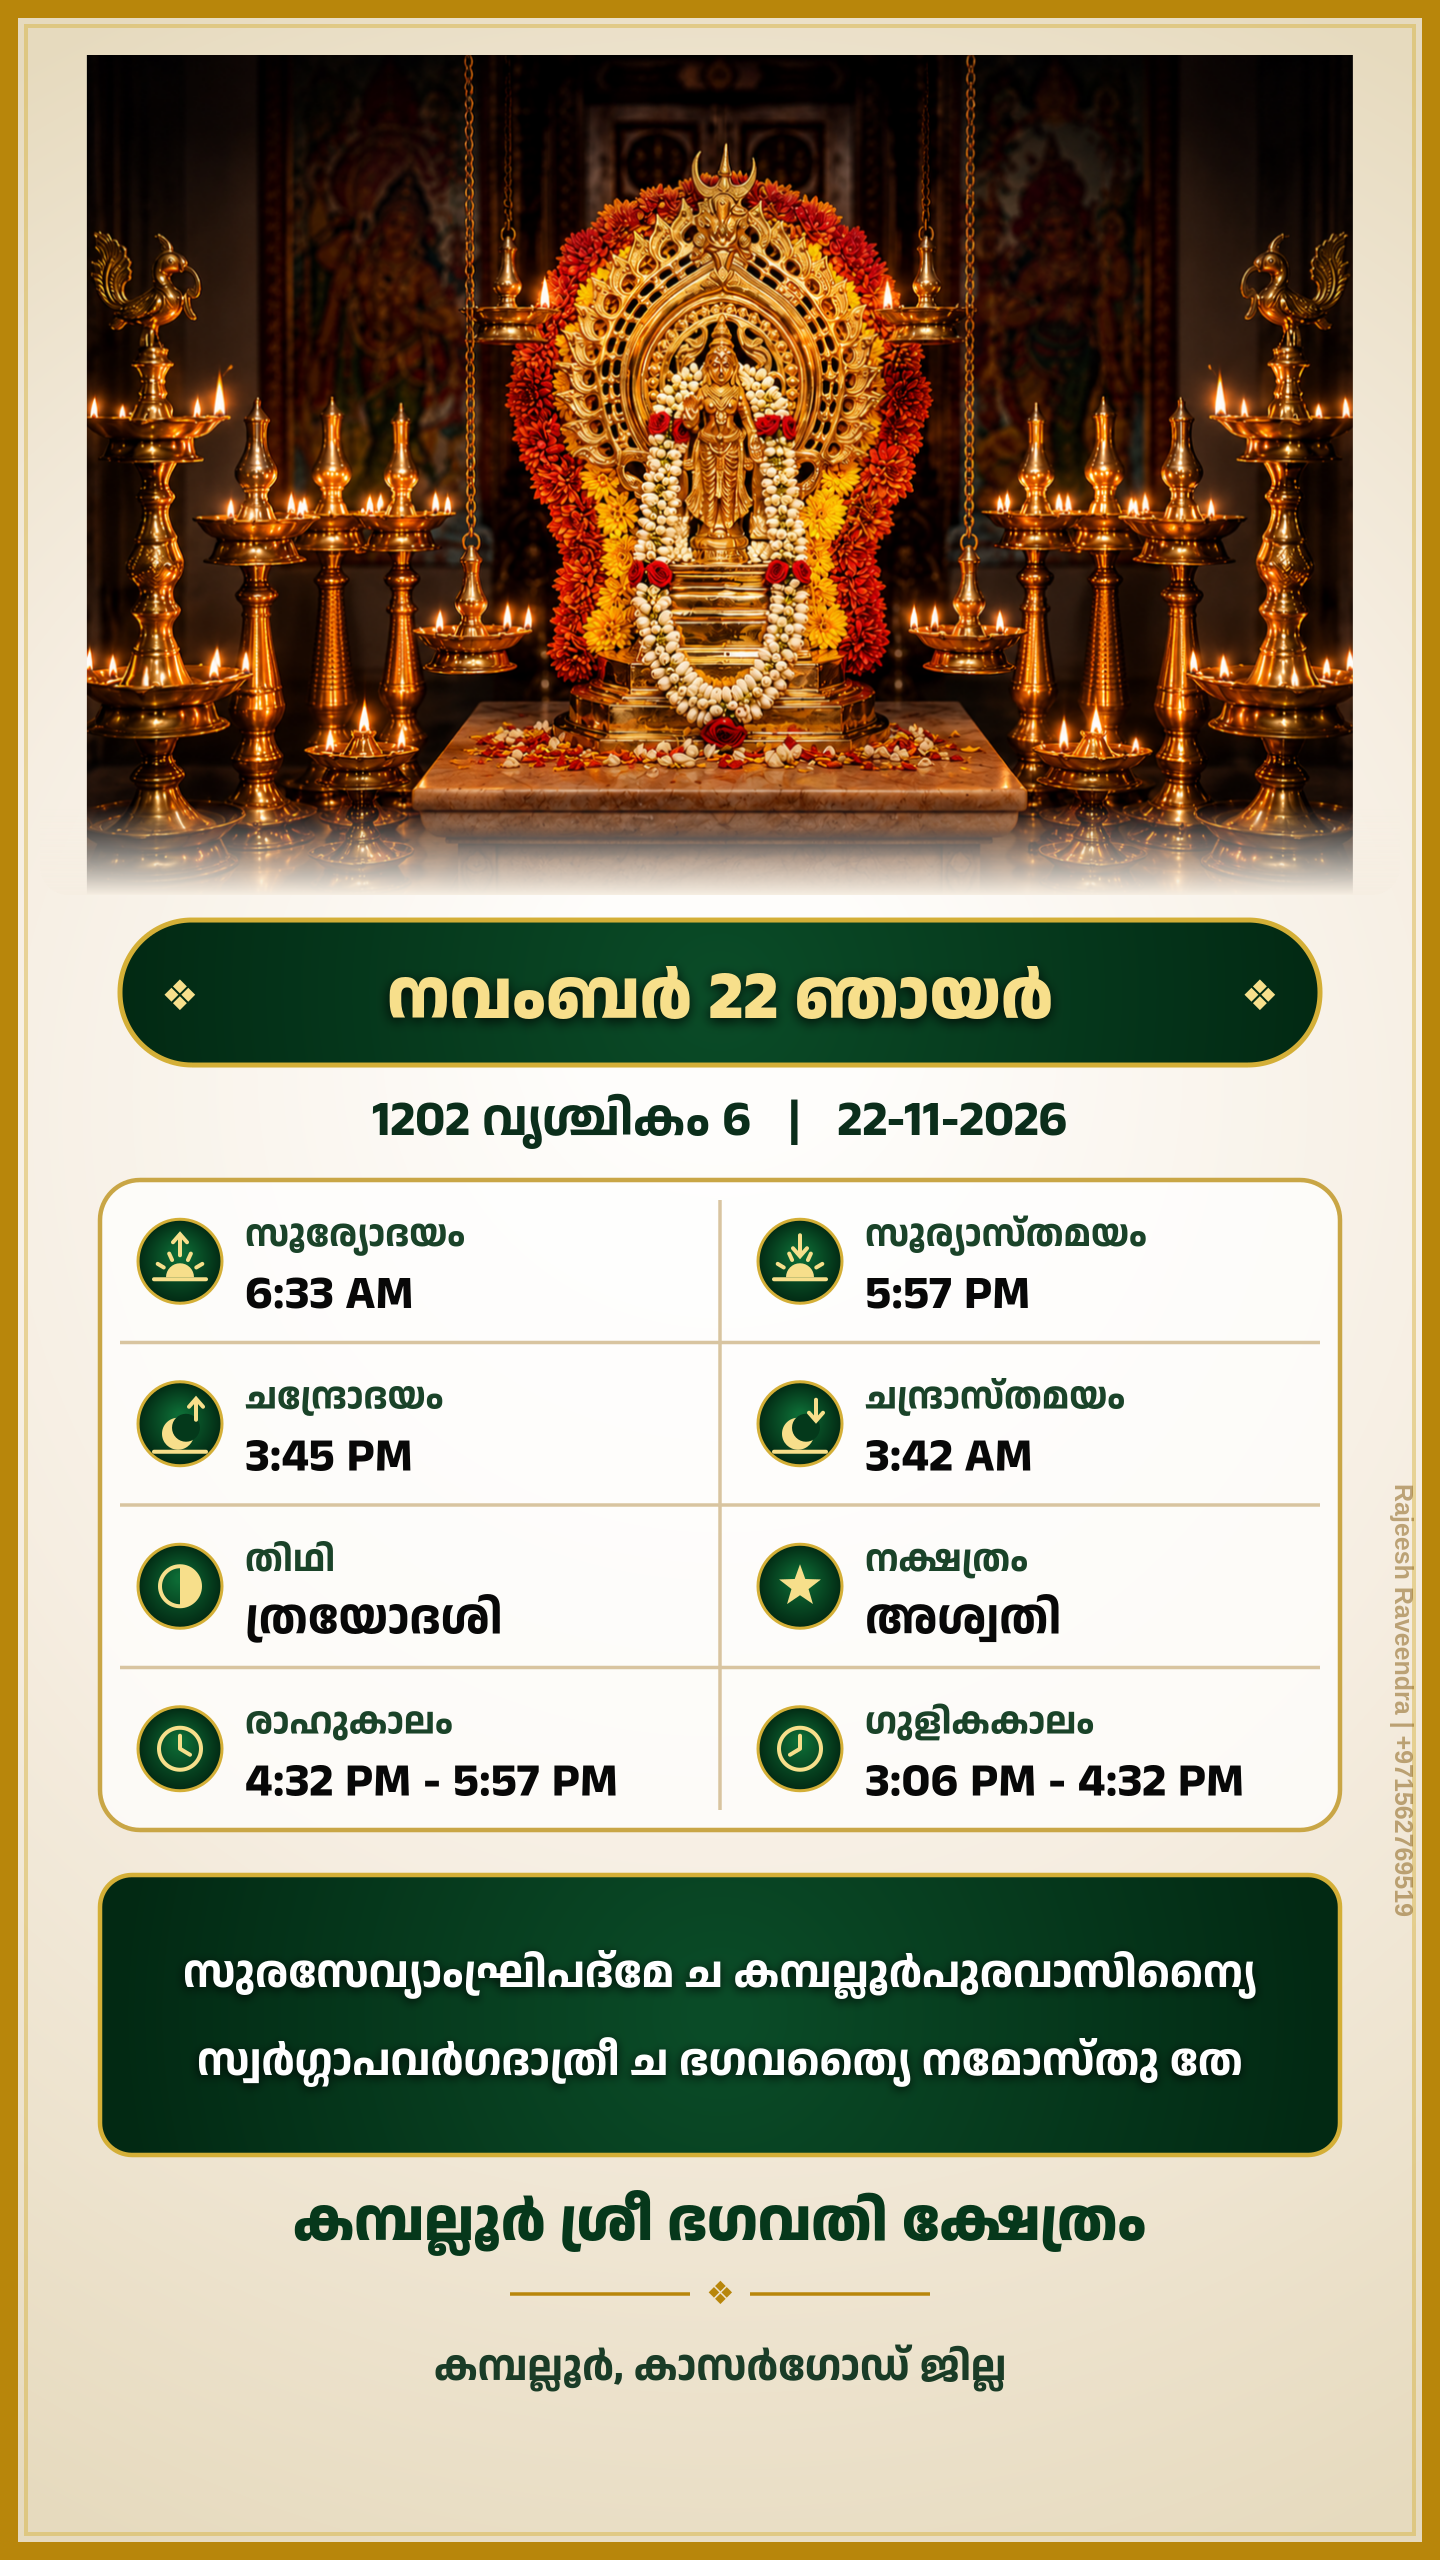 നവംബർ 22 ഞായർ
1202 വൃശ്ചികം 6 | 22-11-2026
സൂര്യോദയം
6:33 AM
സൂര്യാസ്തമയം
5:57 PM
ചന്ദ്രോദയം
3:45 PM
ചന്ദ്രാസ്തമയം
3:42 AM
തിഥി
ത്രയോദശി
നക്ഷത്രം
അശ്വതി
രാഹുകാലം
4:32 PM - 5:57 PM
ഗുളികകാലം
3:06 PM - 4:32 PM
സുരസേവ്യാംഘ്രിപദ്മേ ച കമ്പല്ലൂർപുരവാസിന്യൈ
സ്വർഗ്ഗാപവർഗദാത്രീ ച ഭഗവത്യൈ നമോസ്തു തേ
കമ്പല്ലൂർ ശ്രീ ഭഗവതി ക്ഷേത്രം
കമ്പല്ലൂർ, കാസർഗോഡ് ജില്ല
Rajeesh Raveendra | +971562769519